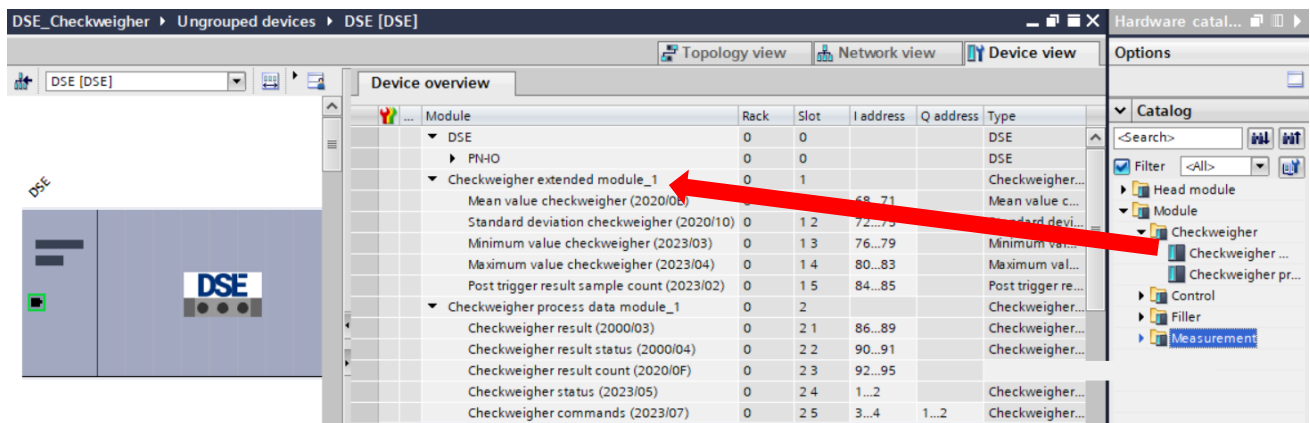 DSE_Checkweigher ▸ Ungrouped devices ▸ DSE [DSE]
Hardware catal...
Topology view Network view Device view
Options
DSE [DSE]
Device overview
... Module Rack Slot I address Q address Type
Catalog
DSE 0 0 DSE
<Search>
PN-IO 0 0 DSE
Filter <All>
Checkweigher extended module_1 0 1 Checkweigher...
Head module
Mean value checkweigher (2020/0E) 68...71 Mean value c...
Module
Standard deviation checkweigher (2020/10) 0 1 2 72...75
Checkweigher
Minimum value checkweigher (2023/03) 0 1 3 76...79 Minimum val...
Checkweigher ...
Maximum value checkweigher (2023/04) 0 1 4 80...83 Maximum val...
Checkweigher pr...
Post trigger result sample count (2023/02) 0 1 5 84...85 Post trigger re...
Control
Checkweigher process data module_1 0 2 Checkweigher...
Filler
Checkweigher result (2000/03) 0 2 1 86...89 Checkweigher...
Measurement
Checkweigher result status (2000/04) 0 2 2 90...91 Checkweigher...
Checkweigher result count (2020/0F) 0 2 3 92...95
Checkweigher status (2023/05) 0 2 4 1...2 Checkweigher...
Checkweigher commands (2023/07) 0 2 5 3...4 1...2 Checkweigher...
DSE
DSE